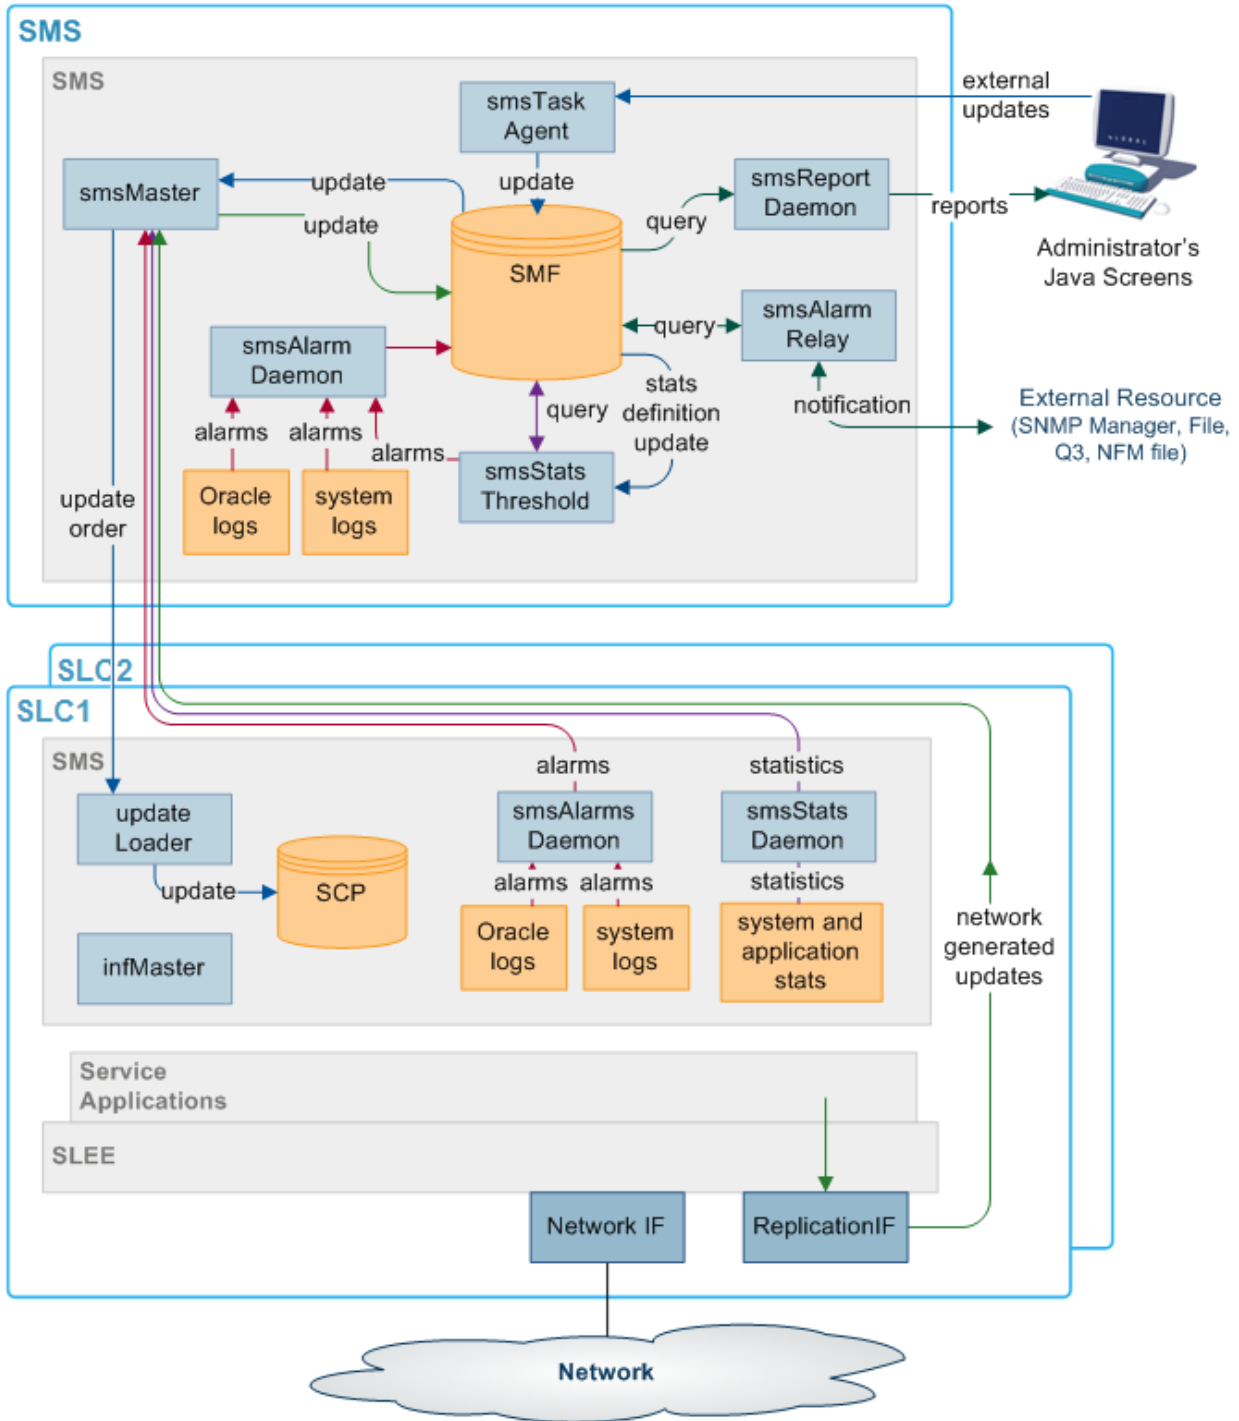 SMS
SMS
smsTask
Agent
external
updates
GLOBAL
smsMaster
update
update
update
smsReport
Daemon
reports
query
Administrator's
Java Screens
SMF
smsAlarm
Daemon
query
smsAlarm
Relay
stats
definition
update
query
notification
External Resource
(SNMP Manager, File,
Q3, NFM file)
alarms
alarms
alarms
smsStats
Threshold
Oracle
logs
system
logs
update
order
SLC2
SLC1
SMS
alarms
statistics
update
Loader
smsAlarms
Daemon
smsStats
Daemon
update
SCP
alarms
alarms
statistics
Oracle
logs
system
logs
system and
application
stats
network
generated
updates
infMaster
Service
Applications
SLEE
Network IF
ReplicationIF
Network